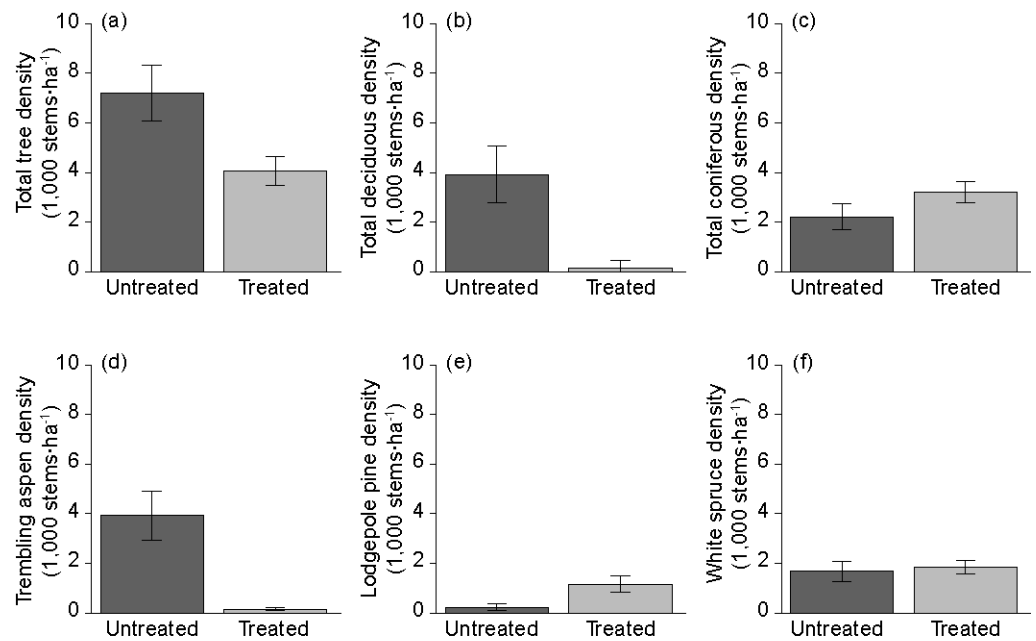 (a)
Total tree density
(1,000 stems·ha⁻¹)
10
8
6
4
2
0
Untreated Treated
(b)
Total deciduous density
(1,000 stems·ha⁻¹)
10
8
6
4
2
0
Untreated Treated
(c)
Total coniferous density
(1,000 stems·ha⁻¹)
10
8
6
4
2
0
Untreated Treated
(d)
Trembling aspen density
(1,000 stems·ha⁻¹)
10
8
6
4
2
0
Untreated Treated
(e)
Lodgepole pine density
(1,000 stems·ha⁻¹)
10
8
6
4
2
0
Untreated Treated
(f)
White spruce density
(1,000 stems·ha⁻¹)
10
8
6
4
2
0
Untreated Treated